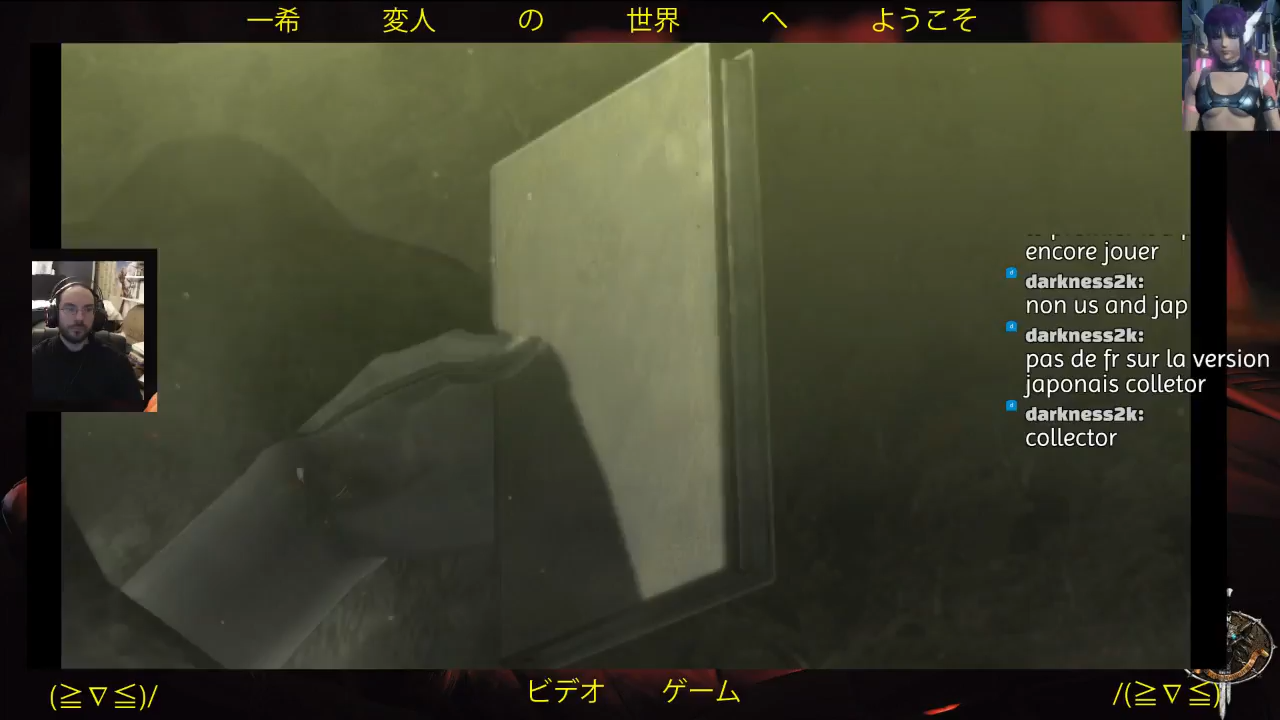 一希 変人 の 世界 へ ようこそ
encore jouer
darkness2k:
non us and jap
darkness2k:
pas de fr sur la version
japonais colletor
darkness2k:
collector
(≧∇≦)/ ビデオ ゲーム /(≧∇≦)